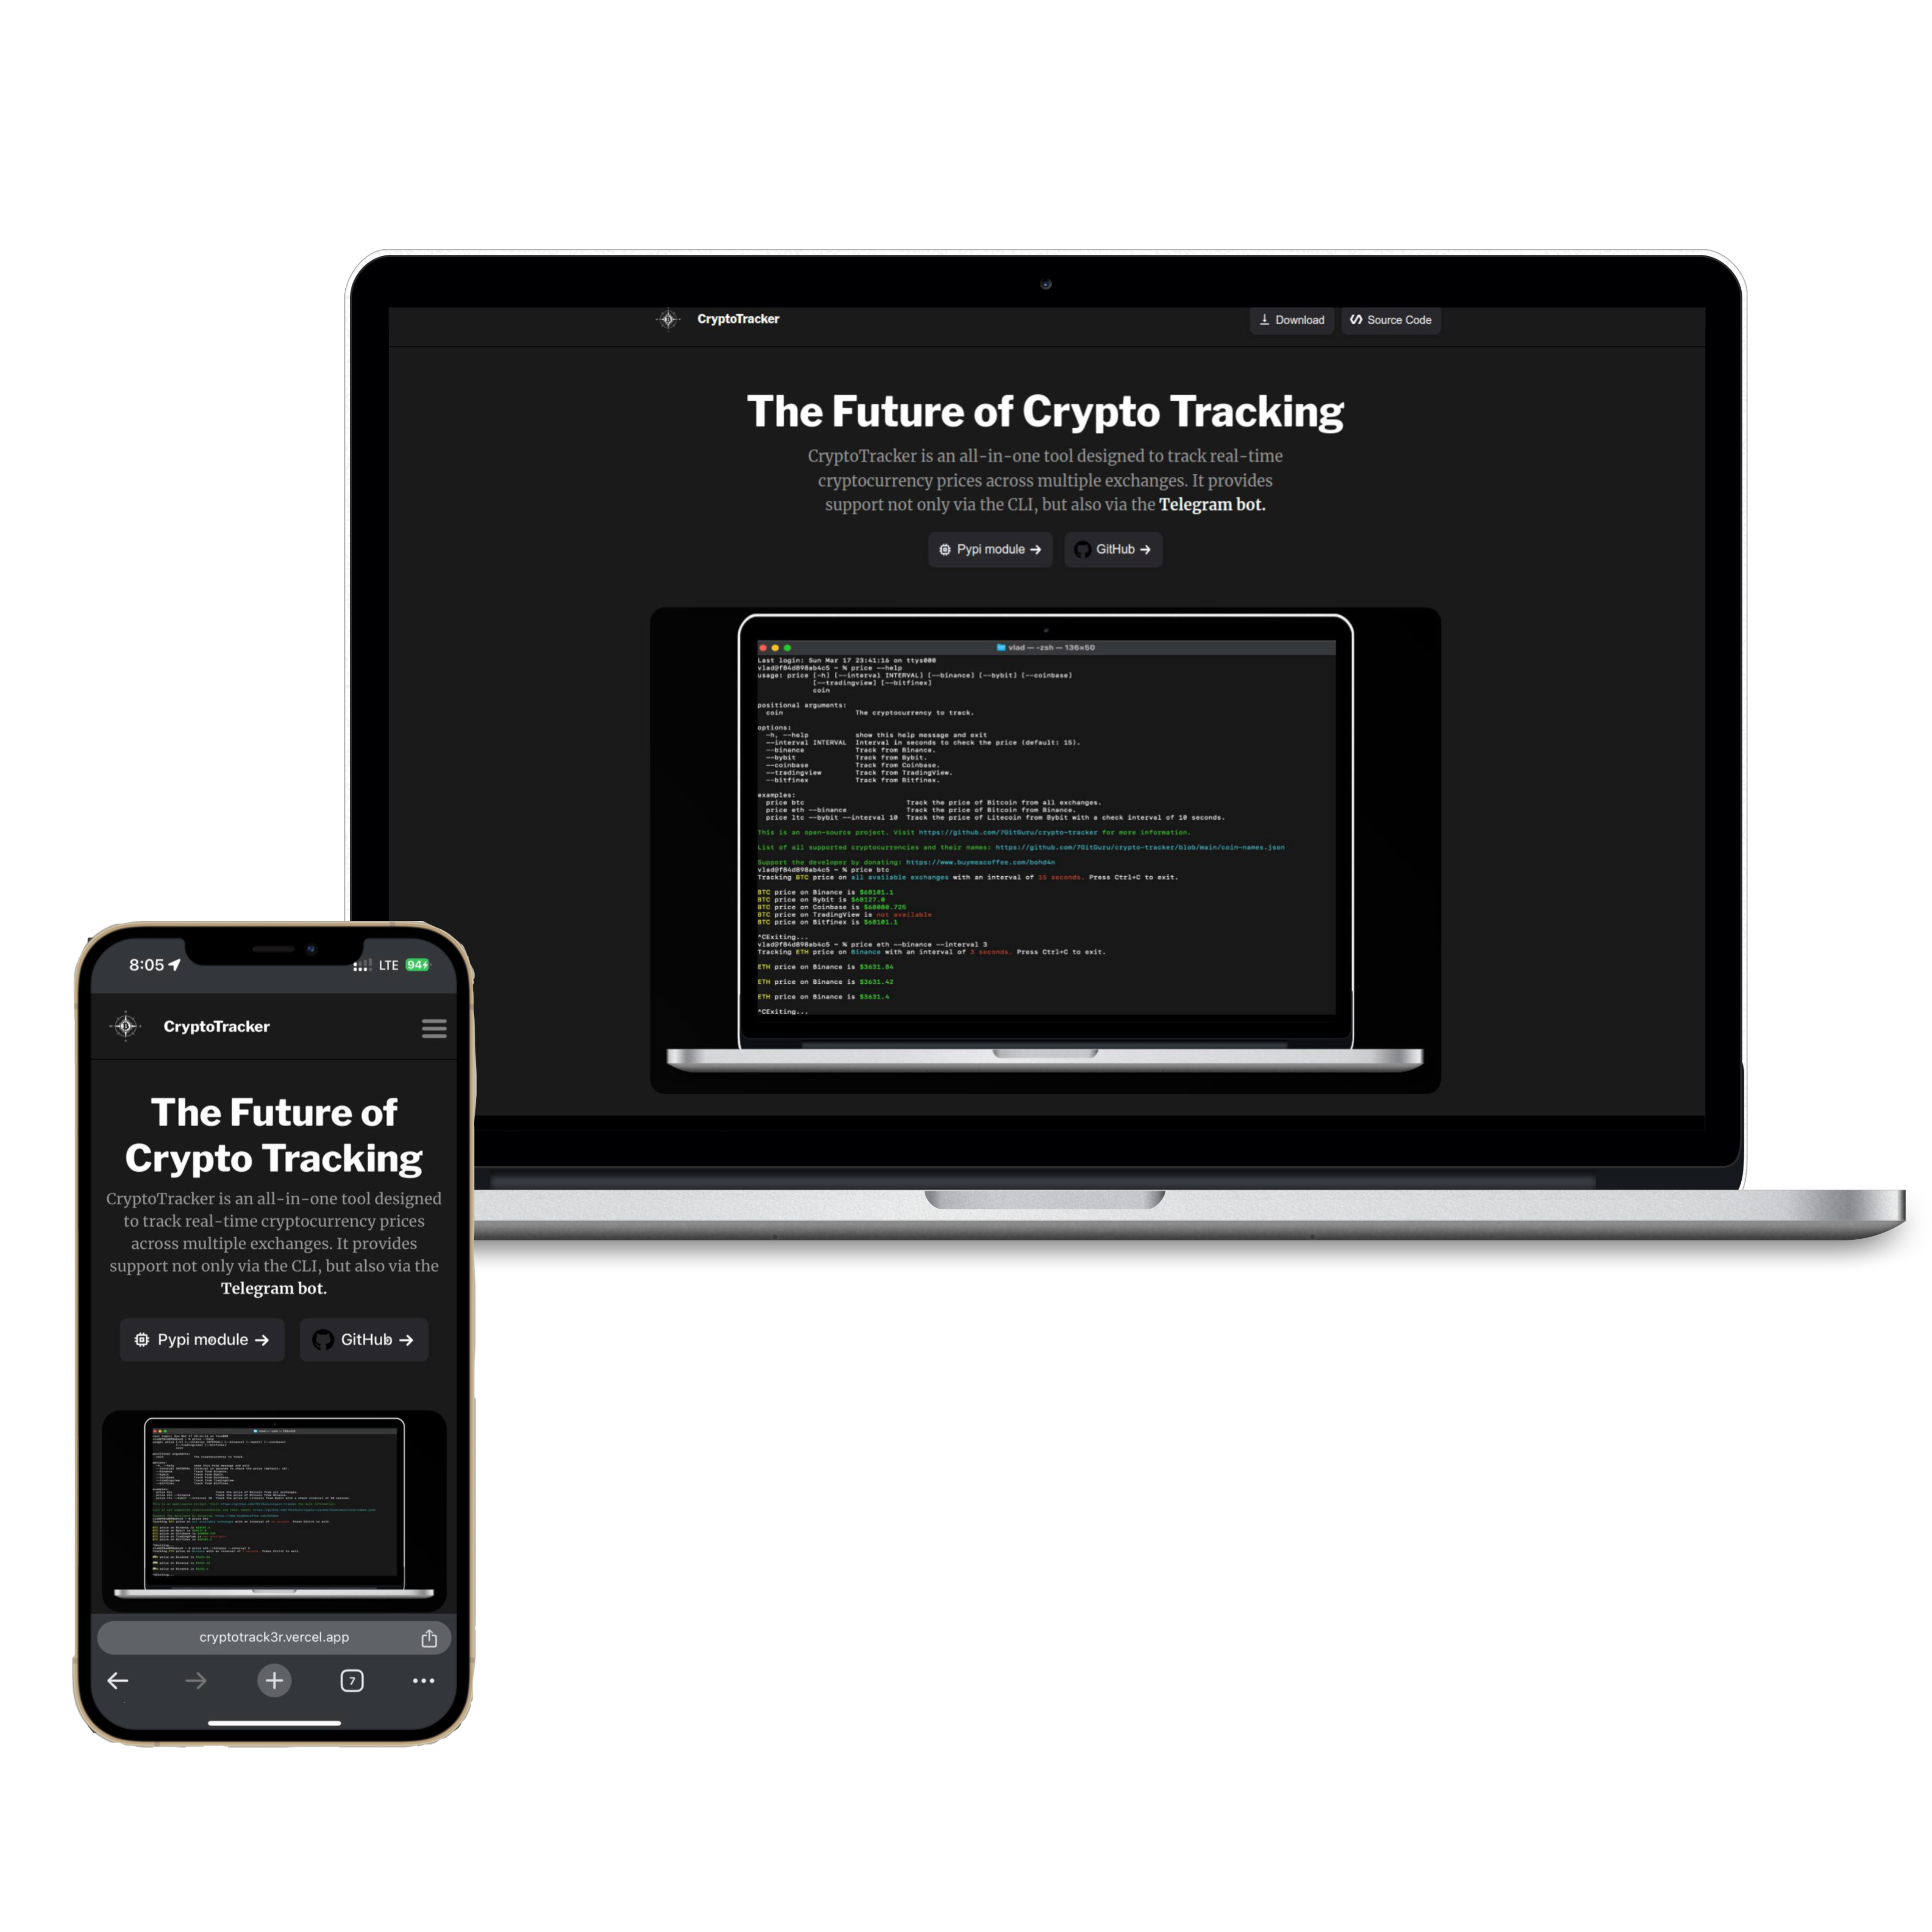 CryptoTracker
Download
Source Code
The Future of Crypto Tracking
CryptoTracker is an all-in-one tool designed to track real-time
cryptocurrency prices across multiple exchanges. It provides
support not only via the CLI, but also via the Telegram bot.
Pypi module →
GitHub →
vlad — -zsh — 136×50
Last login: Sun Mar 17 23:41:16 on ttys000
vlad@f84d898ab4c5 ~ % price --help
usage: price [-h] [--interval INTERVAL] [--binance] [--bybit] [--coinbase]
[--tradingview] [--bitfinex]
coin
positional arguments:
coin The cryptocurrency to track.
options:
-h, --help show this help message and exit
--interval INTERVAL Interval in seconds to check the price (default: 15).
--binance Track from Binance.
--bybit Track from Bybit.
--coinbase Track from Coinbase.
--tradingview Track from TradingView.
--bitfinex Track from Bitfinex.
examples:
price btc Track the price of Bitcoin from all exchanges.
price eth --binance Track the price of Bitcoin from Binance.
price ltc --bybit --interval 10 Track the price of Litecoin from Bybit with a check interval of 10 seconds.
This is an open-source project. Visit https://github.com/7GitGuru/crypto-tracker for more information.
List of all supported cryptocurrencies and their names: https://github.com/7GitGuru/crypto-tracker/blob/main/coin-names.json
Support the developer by donating: https://www.buymeacoffee.com/bohd4n
vlad@f84d898ab4c5 ~ % price btc
Tracking BTC price on all available exchanges with an interval of 15 seconds. Press Ctrl+C to exit.
BTC price on Binance is $68101.1
BTC price on Bybit is $68127.0
BTC price on Coinbase is $68080.725
BTC price on TradingView is not available
BTC price on Bitfinex is $68101.1
^CExiting...
vlad@f84d898ab4c5 ~ % price eth --binance --interval 3
Tracking ETH price on Binance with an interval of 3 seconds. Press Ctrl+C to exit.
ETH price on Binance is $3631.84
ETH price on Binance is $3631.42
ETH price on Binance is $3631.4
^CExiting...
8:05
LTE 94
CryptoTracker
The Future of
Crypto Tracking
CryptoTracker is an all-in-one tool designed
to track real-time cryptocurrency prices
across multiple exchanges. It provides
support not only via the CLI, but also via the
Telegram bot.
Pypi module →
GitHub →
cryptotrack3r.vercel.app
7